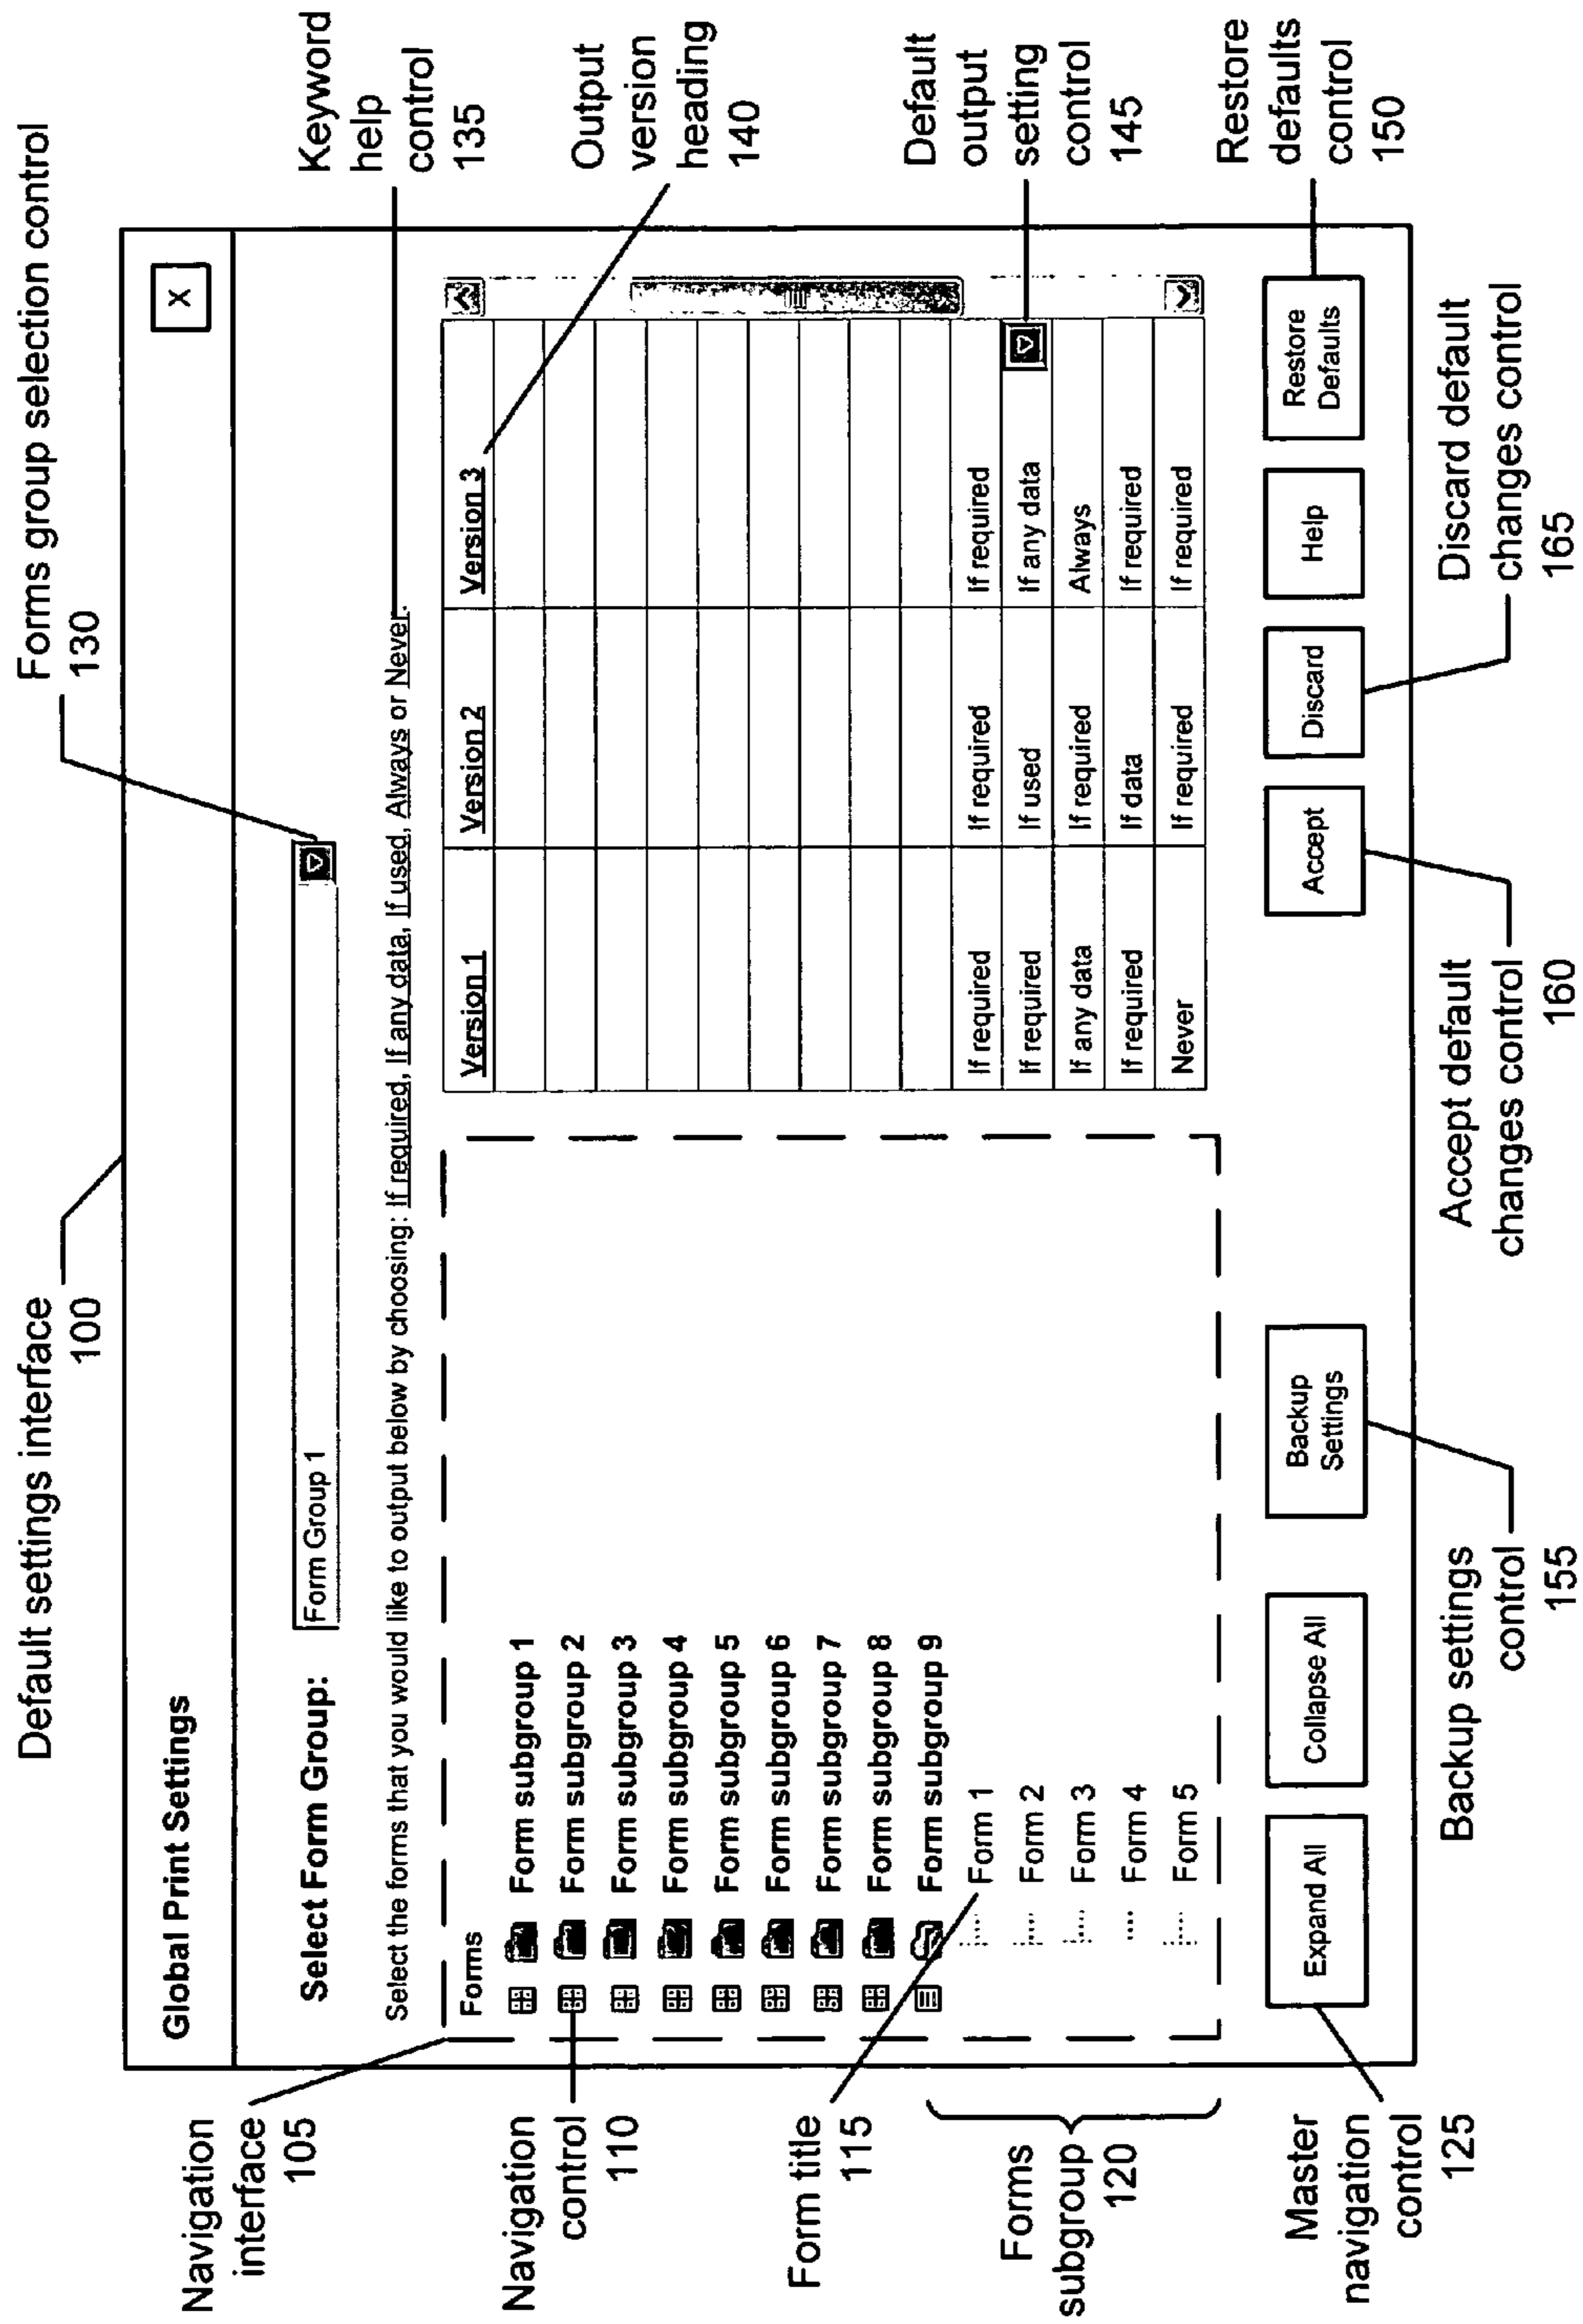 Default settings interface
100
Forms group selection control
130
Global Print Settings
X
Select Form Group:
Form Group 1
Select the forms that you would like to output below by choosing: If required, If any data, If used, Always or Never.
Keyword
help
control
135
Navigation
interface
105
Forms
Version 1
Version 2
Version 3
Output
version
heading
140
Form subgroup 1
Form subgroup 2
Form subgroup 3
Form subgroup 4
Form subgroup 5
Form subgroup 6
Form subgroup 7
Form subgroup 8
Form subgroup 9
Navigation
control
110
Form title
115
Forms
subgroup
120
Form 1
If required
If required
If required
Form 2
If required
If used
If any data
Form 3
If any data
If required
Always
Form 4
If required
If data
If required
Form 5
Never
If required
If required
Default
output
setting
control
145
Expand All
Collapse All
Backup
Settings
Accept
Discard
Help
Restore
Defaults
Restore
defaults
control
150
Master
navigation
control
125
Backup settings
control
155
Accept default
changes control
160
Discard default
changes control
165